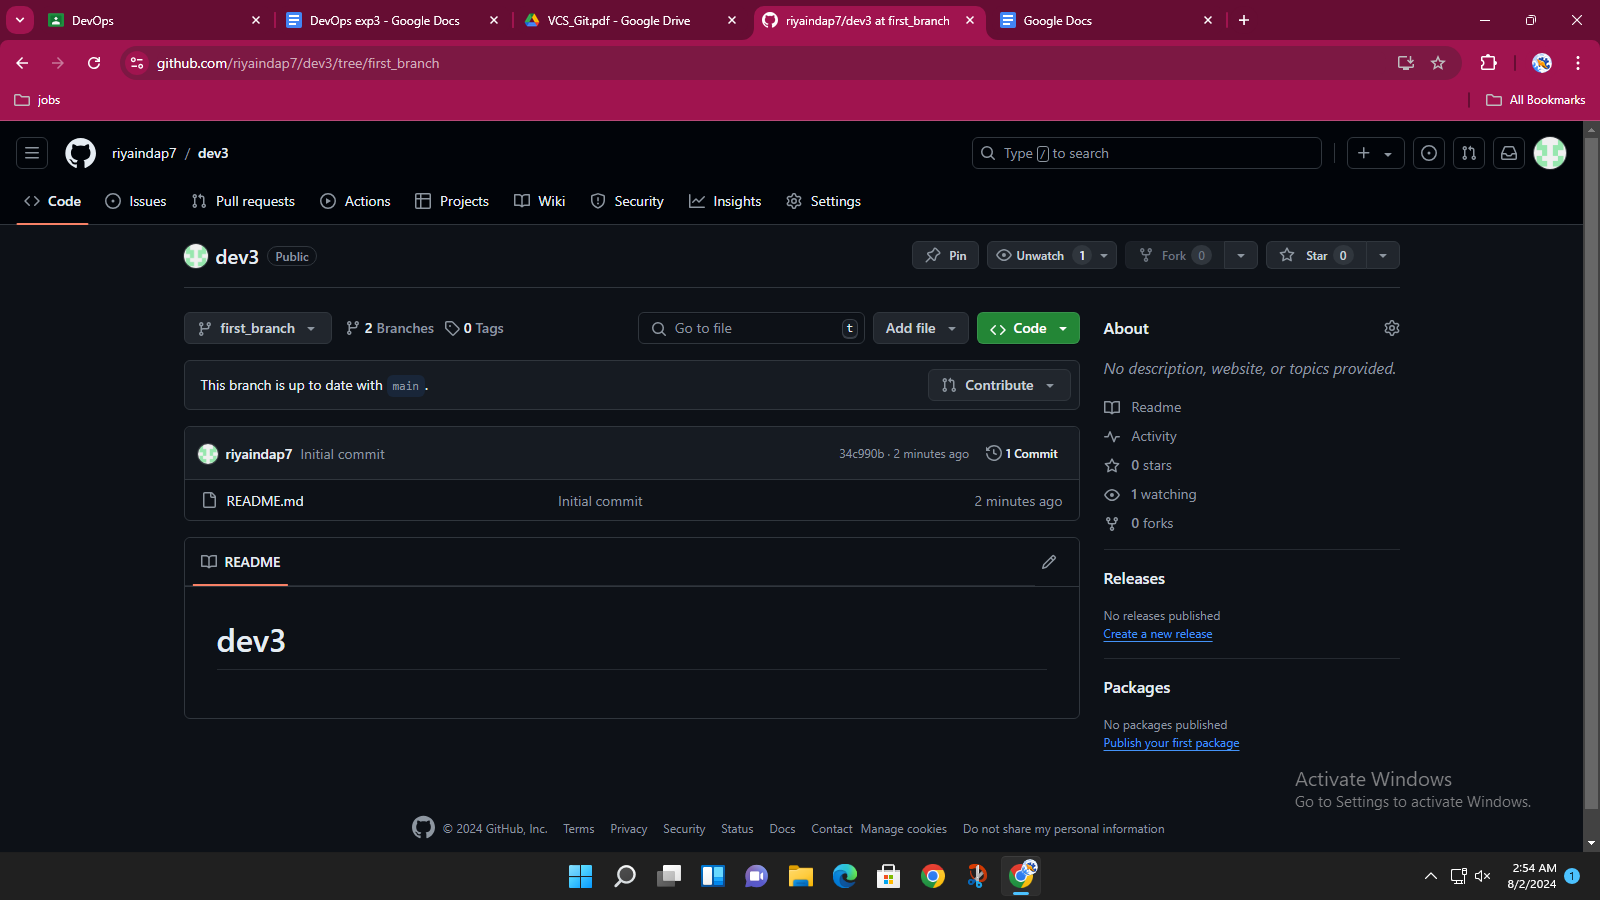 DevOps
DevOps exp3 - Google Docs
VCS_Git.pdf - Google Drive
riyaindap7/dev3 at first_branch
Google Docs
github.com/riyaindap7/dev3/tree/first_branch
jobs
All Bookmarks
riyaindap7 / dev3
Type / to search
Code
Issues
Pull requests
Actions
Projects
Wiki
Security
Insights
Settings
dev3 Public
Pin
Unwatch 1
Fork 0
Star 0
first_branch
2 Branches
0 Tags
Go to file t
Add file
<> Code
About
This branch is up to date with main .
Contribute
No description, website, or topics provided.
Readme
Activity
0 stars
1 watching
0 forks
riyaindap7 Initial commit
34c990b · 2 minutes ago
1 Commit
README.md
Initial commit
2 minutes ago
README
dev3
Releases
No releases published
Create a new release
Packages
No packages published
Publish your first package
Activate Windows
Go to Settings to activate Windows.
© 2024 GitHub, Inc.
Terms
Privacy
Security
Status
Docs
Contact
Manage cookies
Do not share my personal information
2:54 AM
8/2/2024
1